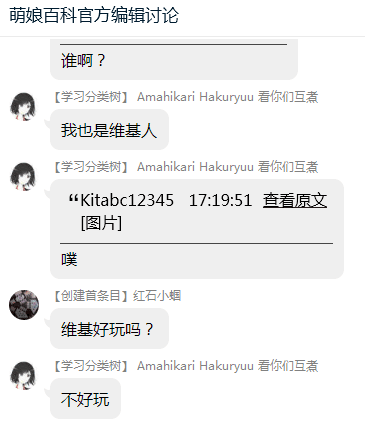 萌娘百科官方编辑讨论
谁啊？
【学习分类树】 Amahikari Hakuryuu 看你们互煮
我也是维基人
【学习分类树】 Amahikari Hakuryuu 看你们互煮
“Kitabc12345 17:19:51 查看原文
[图片]
噗
【创建首条目】红石小蝈
维基好玩吗？
【学习分类树】 Amahikari Hakuryuu 看你们互煮
不好玩